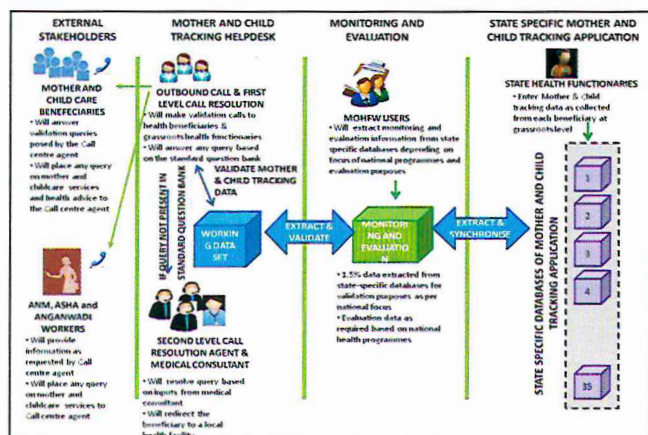 EXTERNAL
STAKEHOLDERS
MOTHER AND
CHILD CARE
BENEFECIARIES
• Will answer
validation queries
posed by the Call
centre agent
• Will place any query
on mother and
childcare services
and health advice to
the Call centre agent
ANM, ASHA and
ANGANWADI
WORKERS
• Will provide
information as
requested by Call
centre agent
• Will place any query
on mother and
childcare services to
Call centre agent
MOTHER AND CHILD
TRACKING HELPDESK
OUTBOUND CALL & FIRST
LEVEL CALL RESOLUTION
• Will make validation calls to
health beneficiaries &
grassroots health functionaries
• Will answer any query based
on the standard question bank
VALIDATE MOTHER
& CHILD TRACKING
DATA
IF QUERY NOT PRESENT IN
STANDARD QUESTION BANK
WORKIN
G DATA
SET
SECOND LEVEL CALL
RESOLUTION AGENT &
MEDICAL CONSULTANT
• Will resolve query based
on inputs from medical
consultant
• Will redirect the
beneficiary to a local
health facility
EXTRACT &
VALIDATE
MONITORING AND
EVALUATION
MOHFW USERS
• Will extract monitoring and
evaluation information from state
specific databases depending on
focus of national programmes and
evaluation purposes
MONITORI
NG AND
EVALUATIO
N
• 1.5% data extracted from
state-specific databases for
validation purposes as per
national focus
• Evaluation data as
required based on national
health programmes
EXTRACT &
SYNCHRONISE
STATE SPECIFIC MOTHER AND
CHILD TRACKING APPLICATION
STATE HEALTH FUNCTIONARIES
• Enter Mother & Child
tracking data as collected
from each beneficiary at
grassroots level
STATE SPECIFIC DATABASES OF MOTHER AND CHILD
TRACKING APPLICATION
1
2
3
4
35